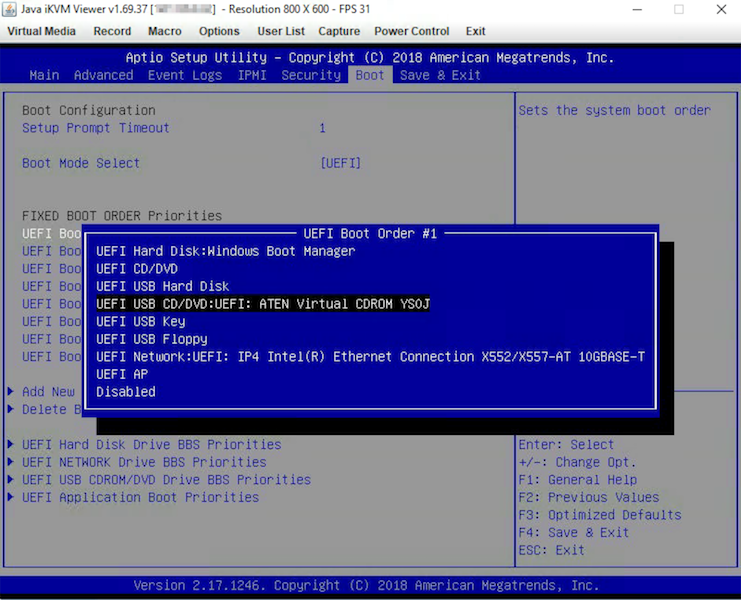 Java iKVM Viewer v1.69.37 [ ] - Resolution 800 X 600 - FPS 31
Virtual Media Record Macro Options User List Capture Power Control Exit
Aptio Setup Utility – Copyright (C) 2018 American Megatrends, Inc.
Main Advanced Event Logs IPMI Security Boot Save & Exit
Boot Configuration
Setup Prompt Timeout 1
Boot Mode Select [UEFI]
FIXED BOOT ORDER Priorities
UEFI Boo
UEFI Boo
UEFI Boo
UEFI Boo
UEFI Boo
UEFI Boo
UEFI Boo
UEFI Boo
Add New
Delete B
UEFI Hard Disk Drive BBS Priorities
UEFI NETWORK Drive BBS Priorities
UEFI USB CDROM/DVD Drive BBS Priorities
UEFI Application Boot Priorities
UEFI Boot Order #1
UEFI Hard Disk:Windows Boot Manager
UEFI CD/DVD
UEFI USB Hard Disk
UEFI USB CD/DVD:UEFI: ATEN Virtual CDROM YS0J
UEFI USB Key
UEFI USB Floppy
UEFI Network:UEFI: IP4 Intel(R) Ethernet Connection X552/X557-AT 10GBASE-T
UEFI AP
Disabled
Sets the system boot order
Enter: Select
+/-: Change Opt.
F1: General Help
F2: Previous Values
F3: Optimized Defaults
F4: Save & Exit
ESC: Exit
Version 2.17.1246. Copyright (C) 2018 American Megatrends, Inc.